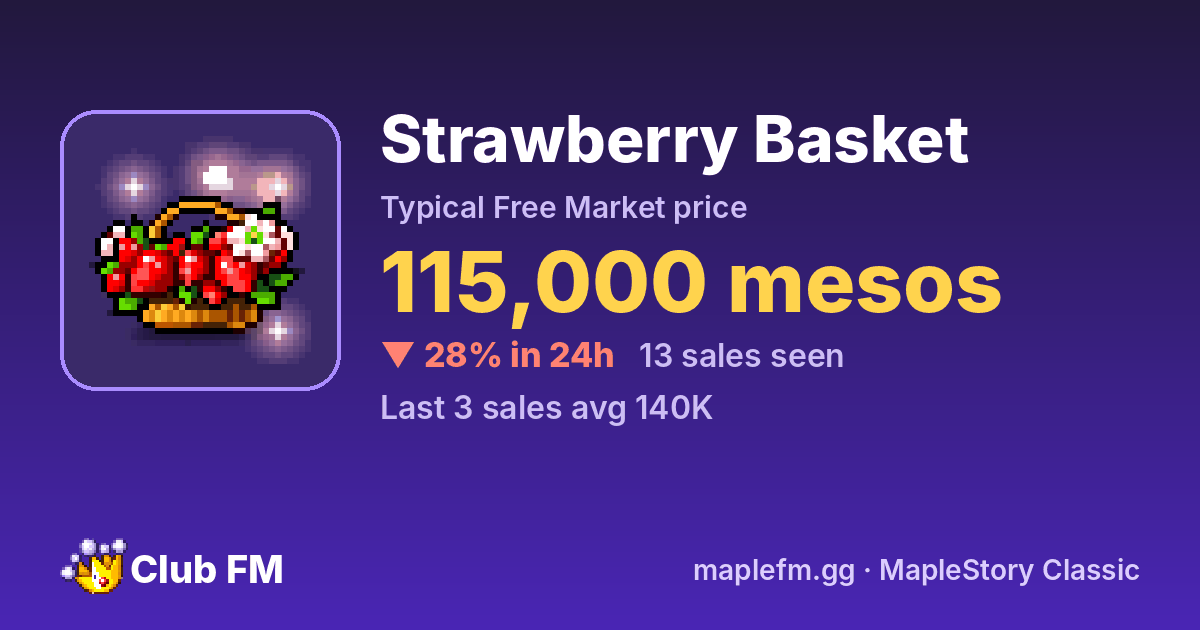 Strawberry Basket
Typical Free Market price
115,000 mesos
▼ 28% in 24h 13 sales seen
Last 3 sales avg 140K
Club FM
maplefm.gg · MapleStory Classic